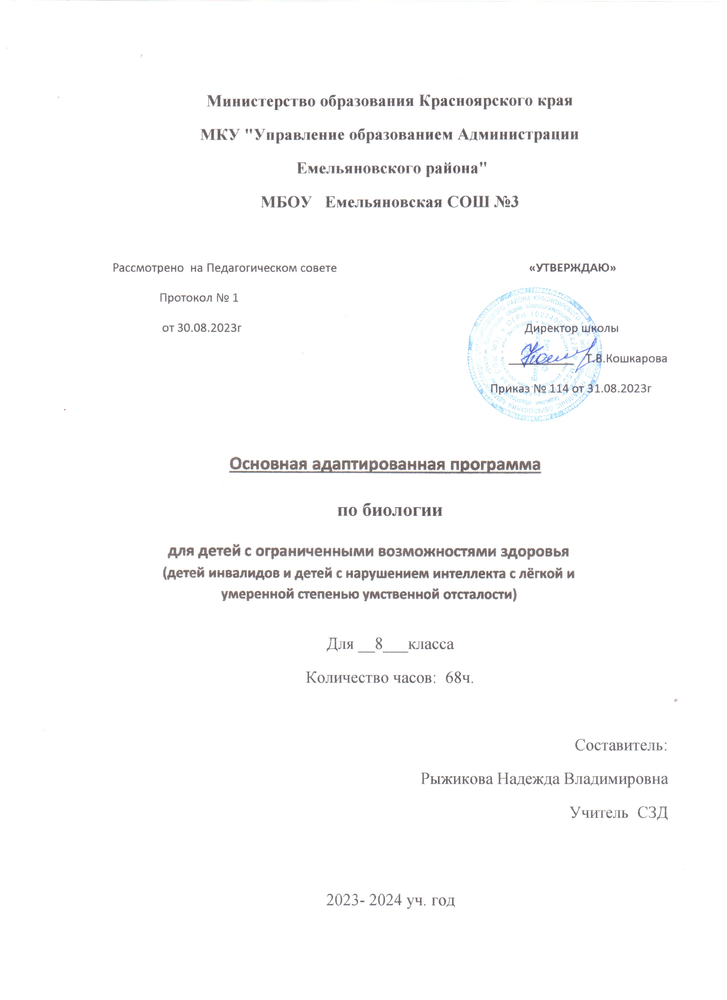 Министерство образования Красноярского края
МКУ "Управление образованием Администрации
Емельяновского района"
МБОУ Емельяновская СОШ №3
Рассмотрено на Педагогическом совете
«УТВЕРЖДАЮ»
Протокол № 1
от 30.08.2023г
Директор школы
____________ Т.В.Кошкарова
Приказ № 114 от 31.08.2023г
Основная адаптированная программа
по биологии
для детей с ограниченными возможностями здоровья
(детей инвалидов и детей с нарушением интеллекта с лёгкой и
умеренной степенью умственной отсталости)
Для __8___класса
Количество часов: 68ч.
Составитель:
Рыжикова Надежда Владимировна
Учитель СЗД
2023- 2024 уч. год